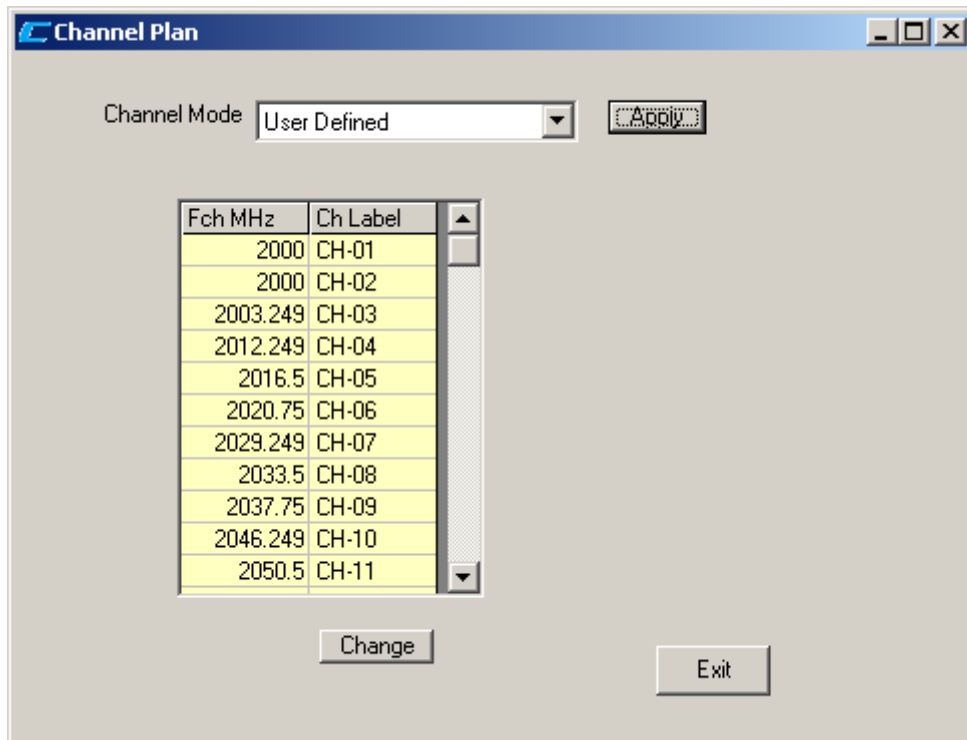 Channel Plan
Channel Mode User Defined Apply
Fch MHz Ch Label
2000 CH-01
2000 CH-02
2003.249 CH-03
2012.249 CH-04
2016.5 CH-05
2020.75 CH-06
2029.249 CH-07
2033.5 CH-08
2037.75 CH-09
2046.249 CH-10
2050.5 CH-11
Change
Exit